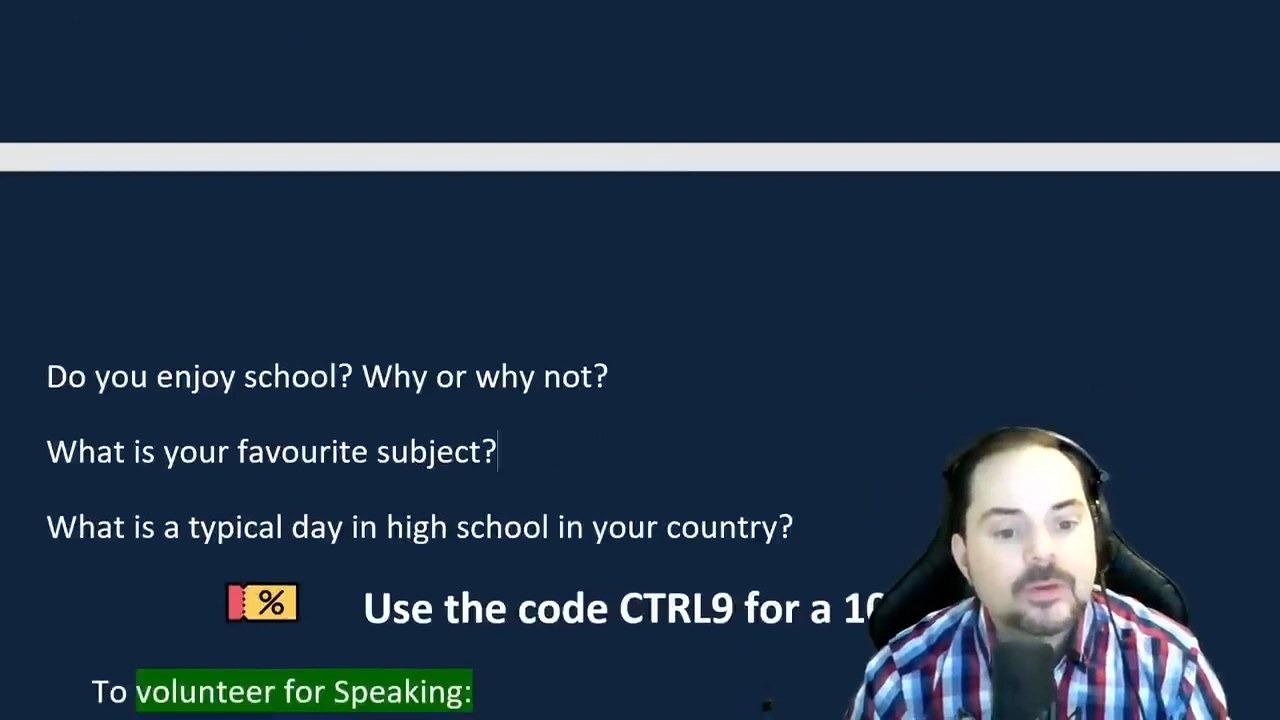 Do you enjoy school? Why or why not?
What is your favourite subject?
What is a typical day in high school in your country?
% Use the code CTRL9 for a
To volunteer for Speaking: